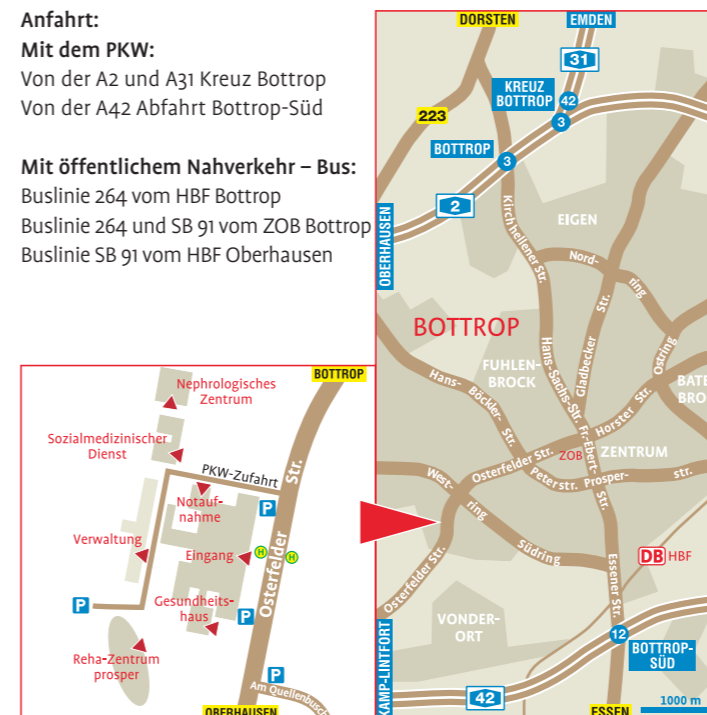 Anfahrt:
Mit dem PKW:
Von der A2 und A31 Kreuz Bottrop
Von der A42 Abfahrt Bottrop-Süd
Mit öffentlichem Nahverkehr – Bus:
Buslinie 264 vom HBF Bottrop
Buslinie 264 und SB 91 vom ZOB Bottrop
Buslinie SB 91 vom HBF Oberhausen
BOTTROP
Nephrologisches
Zentrum
Sozialmedizinischer
Dienst
PKW-Zufahrt
Notauf-
nahme
P
Verwaltung
Eingang
H
H
Osterfelder Str.
Gesundheits-
haus
P
P
Reha-Zentrum
prosper
P
Am Quellenbusch
OBERHAUSEN
DORSTEN
EMDEN
31
KREUZ
BOTTROP
42
3
223
BOTTROP
3
2
OBERHAUSEN
Kirchhellener Str.
EIGEN
Nord-
ring
BOTTROP
Gladbecker Str.
Ostring
FUHLEN-
BROCK
Hans-Sachs-Str.
Hans-
Böckler-
Str.
Horster Str.
Fr.-Ebert-
Str.
ZOB
ZENTRUM
Osterfelder Str.
Peterstr.
Prosper-
str.
West-
ring
Südring
DB HBF
Essener Str.
Osterfelder Str.
VONDER-
ORT
12
BOTTROP-
SÜD
KAMP-LINTFORT
42
ESSEN
1000 m